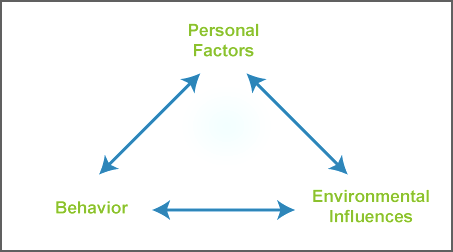 Personal
Factors
Behavior
Environmental
Influences